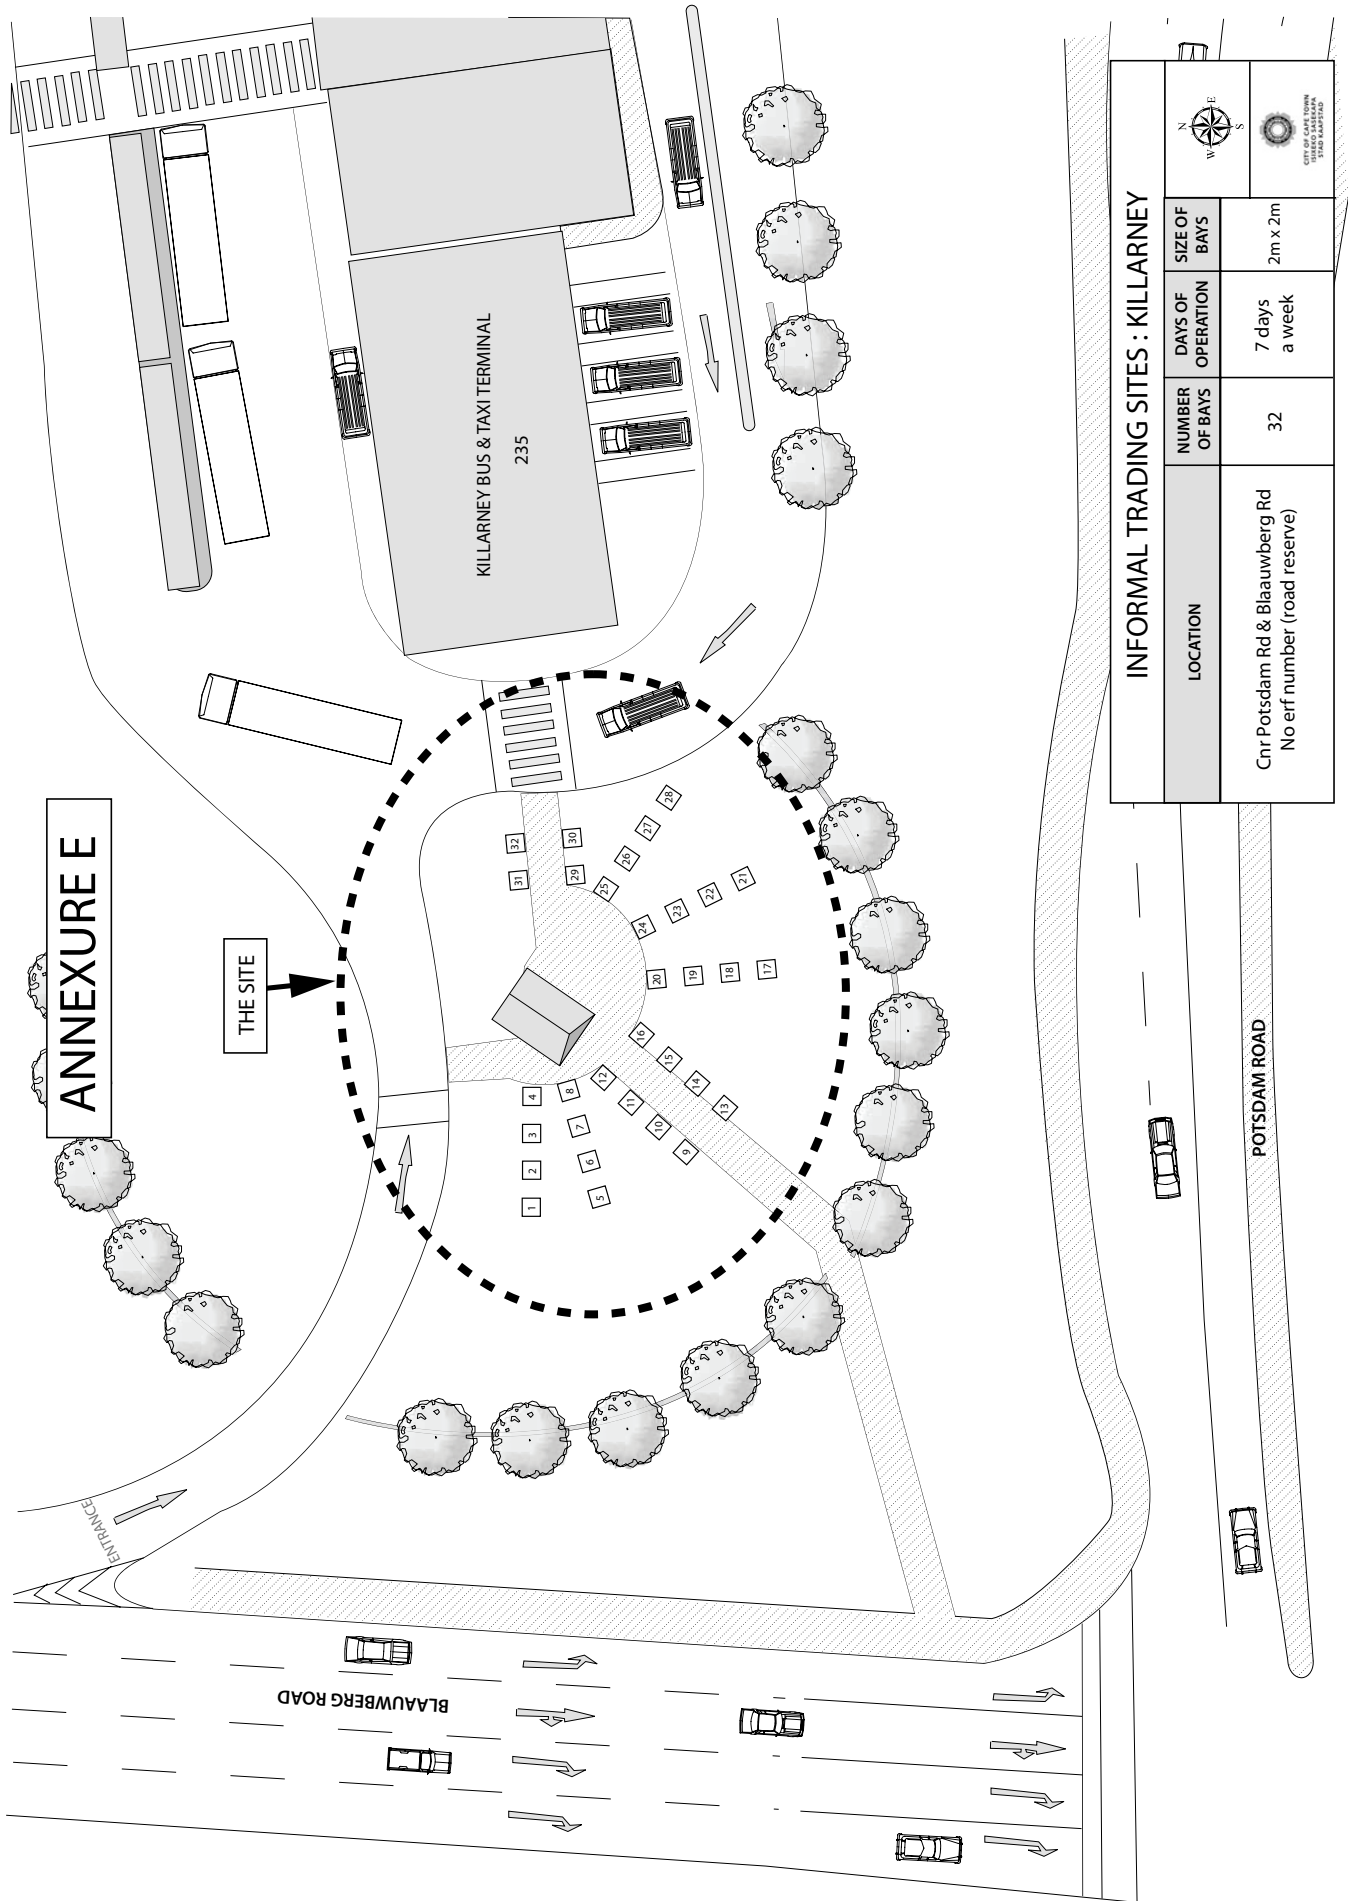 ANNEXURE E
THE SITE
KILLARNEY BUS & TAXI TERMINAL
235
ENTRANCE
BLAAUWBERG ROAD
POTSDAM ROAD
1
2
3
4
5
6
7
8
9
10
11
12
13
14
15
16
17
18
19
20
21
22
23
24
25
26
27
28
29
30
31
32
INFORMAL TRADING SITES : KILLARNEY
LOCATION
NUMBER
OF BAYS
DAYS OF
OPERATION
SIZE OF
BAYS
Cnr Potsdam Rd & Blaauwberg Rd
No erf number (road reserve)
32
7 days
a week
2m x 2m
N
W
E
S
CITY OF CAPE TOWN
ISIXEKO SASEKAPA
STAD KAAPSTAD